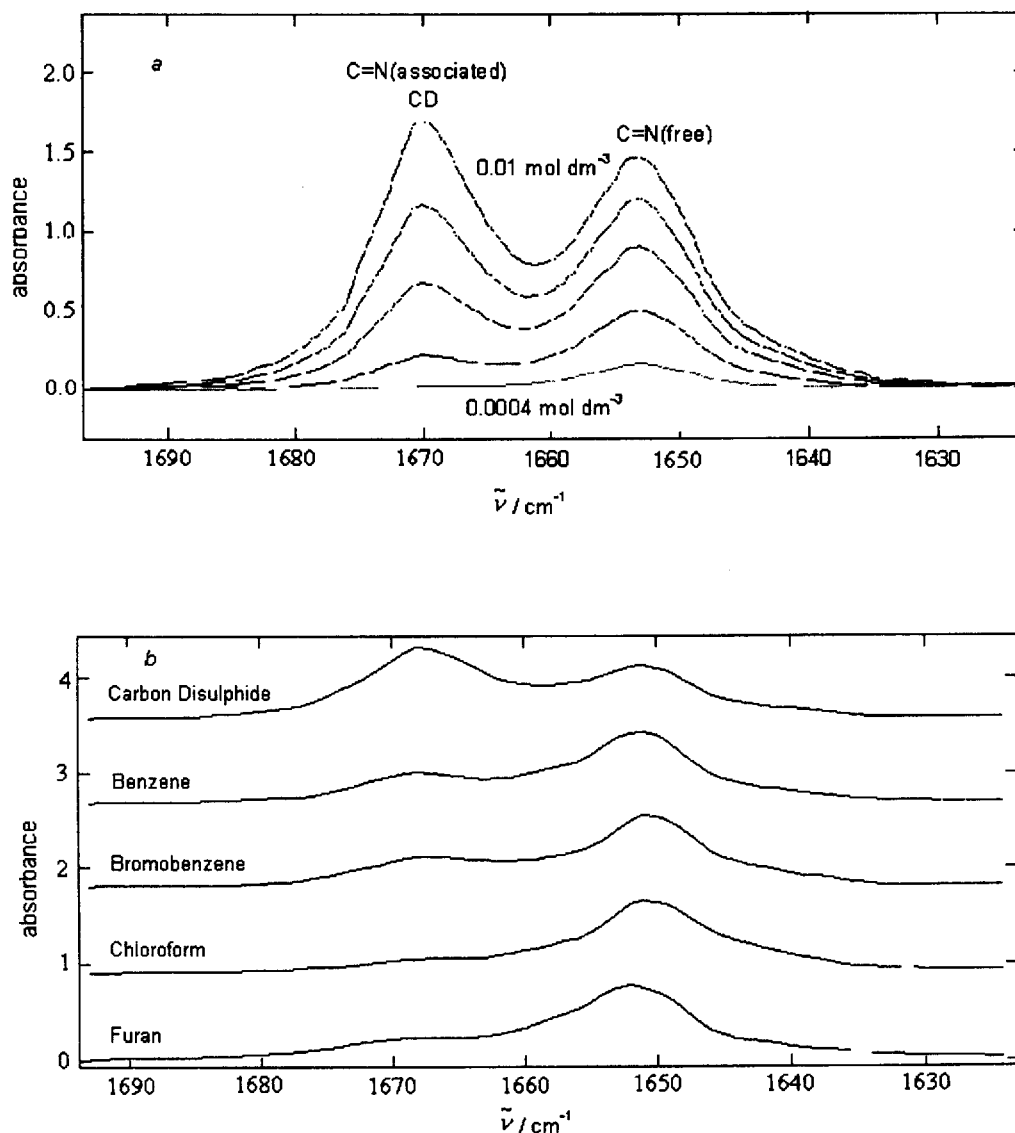 a
C=N(associated)
CD
C=N(free)
0.01 mol dm⁻³
0.0004 mol dm⁻³
2.0
1.5
1.0
0.5
0.0
absorbance
1690 1680 1670 1660 1650 1640 1630
ṽ / cm⁻¹
b
Carbon Disulphide
Benzene
Bromobenzene
Chloroform
Furan
4
3
2
1
0
absorbance
1690 1680 1670 1660 1650 1640 1630
ṽ / cm⁻¹